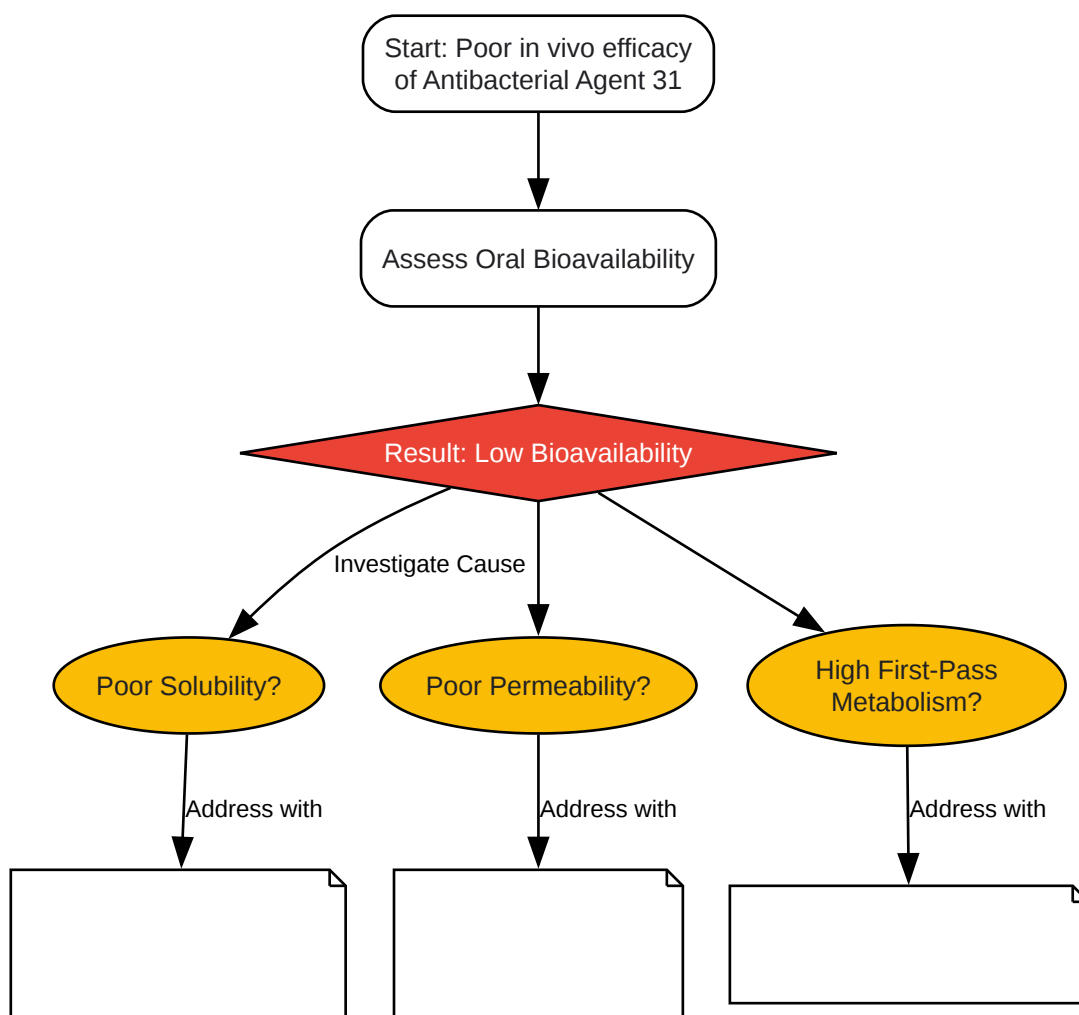 Start: Poor in vivo efficacy
of Antibacterial Agent 31
Assess Oral Bioavailability
Result: Low Bioavailability
Investigate Cause
Poor Solubility?
Poor Permeability?
High First-Pass
Metabolism?
Address with
Address with
Address with